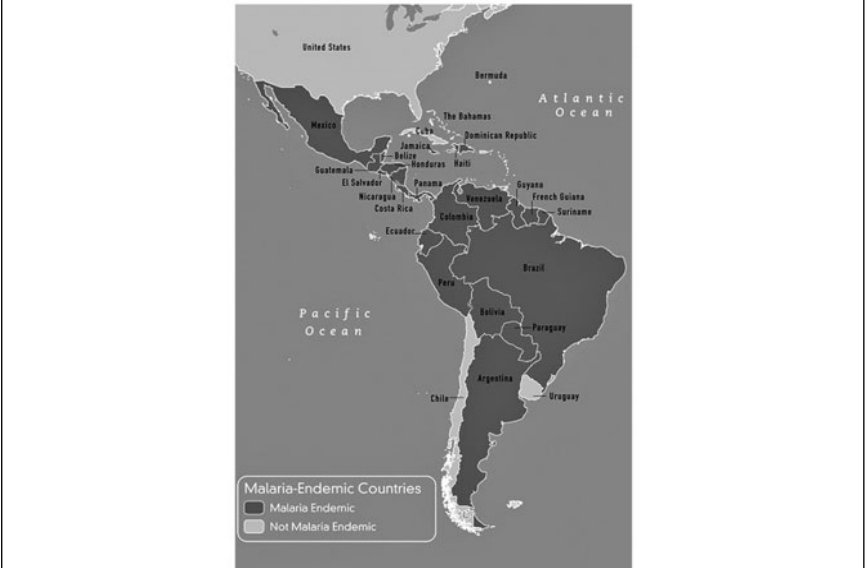 United States
Bermuda
Atlantic
Ocean
The Bahamas
Mexico
Cuba
Dominican Republic
Jamaica
Belize
Honduras
Haiti
Guatemala
El Salvador
Panama
Guyana
Nicaragua
Venezuela
French Guiana
Costa Rica
Suriname
Colombia
Ecuador
Brazil
Peru
Pacific
Ocean
Bolivia
Paraguay
Argentina
Chile
Uruguay
Malaria-Endemic Countries
Malaria Endemic
Not Malaria Endemic